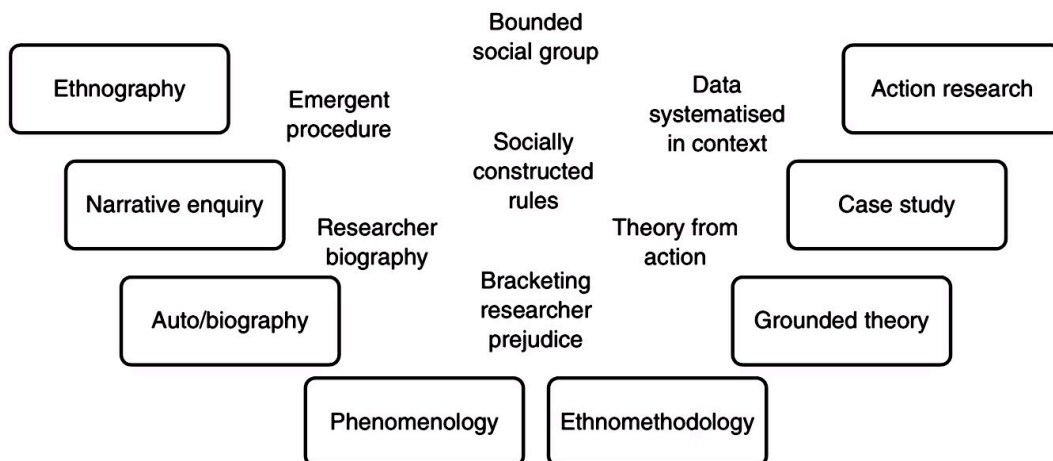 Bounded
social group
Ethnography
Action research
Emergent
procedure
Data
systematised
in context
Socially
constructed
rules
Narrative enquiry
Case study
Researcher
biography
Theory from
action
Bracketing
researcher
prejudice
Auto/biography
Grounded theory
Phenomenology
Ethnomethodology